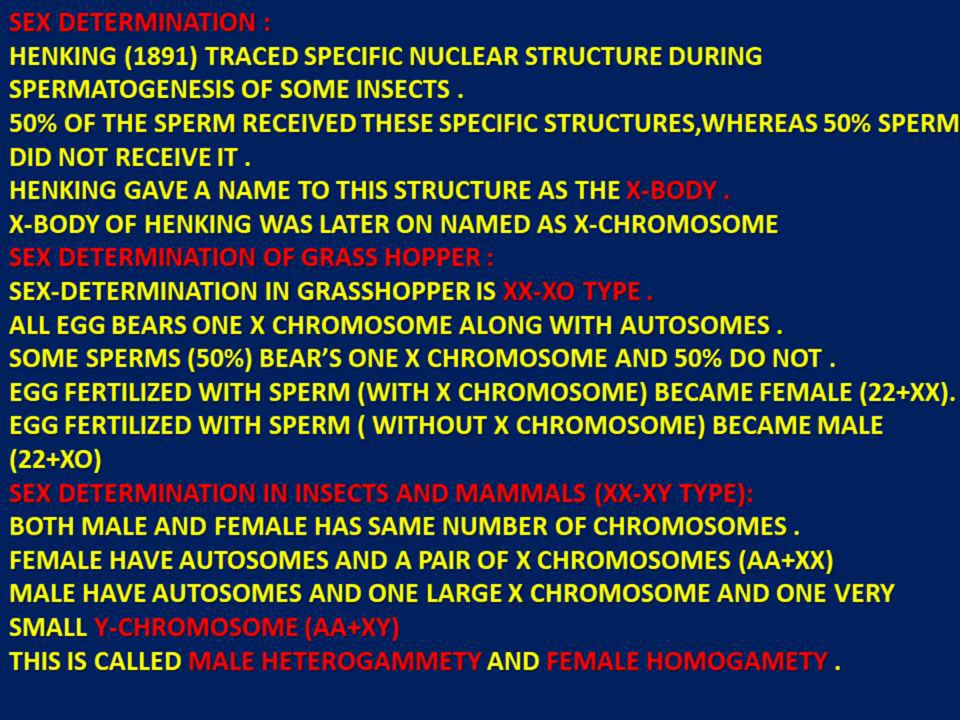 SEX DETERMINATION :
HENKING (1891) TRACED SPECIFIC NUCLEAR STRUCTURE DURING
SPERMATOGENESIS OF SOME INSECTS .
50% OF THE SPERM RECEIVED THESE SPECIFIC STRUCTURES,WHEREAS 50% SPERM
DID NOT RECEIVE IT .
HENKING GAVE A NAME TO THIS STRUCTURE AS THE X-BODY .
X-BODY OF HENKING WAS LATER ON NAMED AS X-CHROMOSOME
SEX DETERMINATION OF GRASS HOPPER :
SEX-DETERMINATION IN GRASSHOPPER IS XX-XO TYPE .
ALL EGG BEARS ONE X CHROMOSOME ALONG WITH AUTOSOMES .
SOME SPERMS (50%) BEAR’S ONE X CHROMOSOME AND 50% DO NOT .
EGG FERTILIZED WITH SPERM (WITH X CHROMOSOME) BECAME FEMALE (22+XX).
EGG FERTILIZED WITH SPERM ( WITHOUT X CHROMOSOME) BECAME MALE
(22+XO)
SEX DETERMINATION IN INSECTS AND MAMMALS (XX-XY TYPE):
BOTH MALE AND FEMALE HAS SAME NUMBER OF CHROMOSOMES .
FEMALE HAVE AUTOSOMES AND A PAIR OF X CHROMOSOMES (AA+XX)
MALE HAVE AUTOSOMES AND ONE LARGE X CHROMOSOME AND ONE VERY
SMALL Y-CHROMOSOME (AA+XY)
THIS IS CALLED MALE HETEROGAMMETY AND FEMALE HOMOGAMETY .